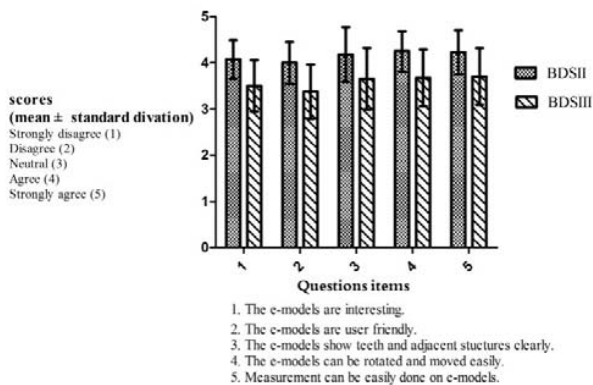 5
4
3
2
1
0
scores
(mean ± standard divation)
Strongly disagree (1)
Disagree (2)
Neutral (3)
Agree (4)
Strongly agree (5)
BDSII
BDSIII
1 2 3 4 5
Questions items
1. The e-models are interesting.
2. The e-models are user friendly.
3. The e-models show teeth and adjacent stuctures clearly.
4. The e-models can be rotated and moved easily.
5. Measurement can be easily done on e-models.